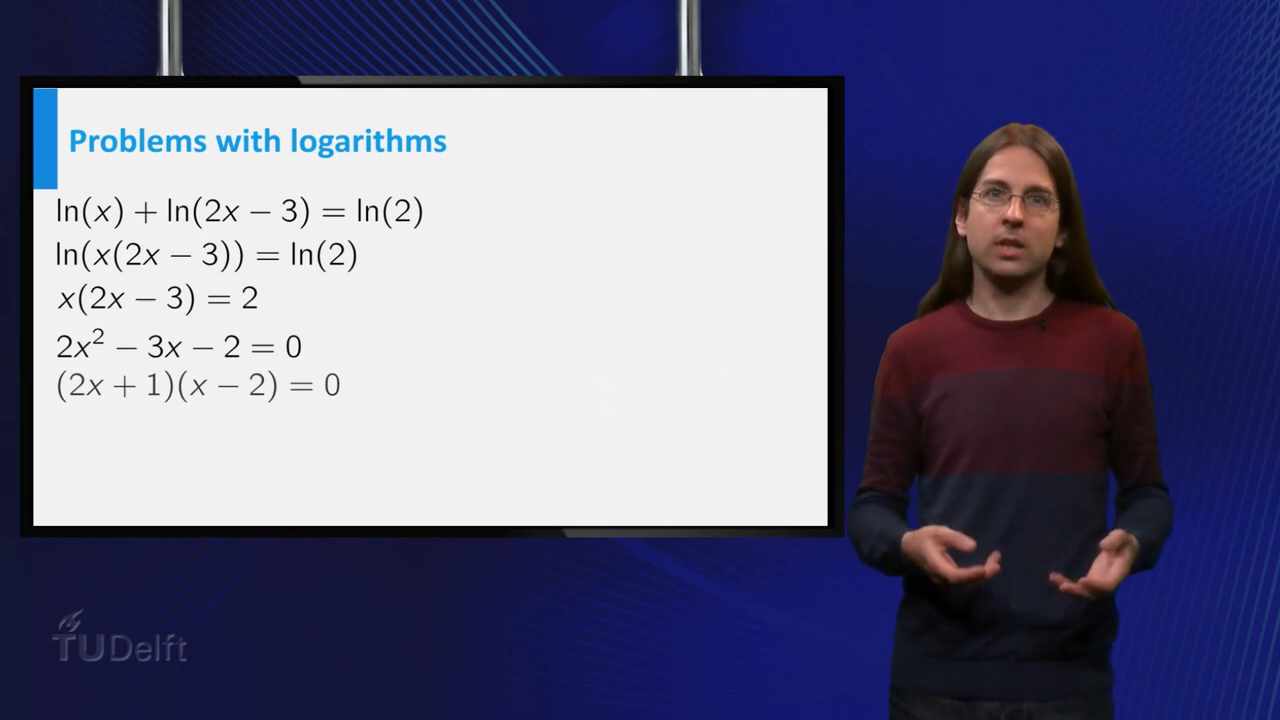 Problems with logarithms
ln(x) + ln(2x − 3) = ln(2)
ln(x(2x − 3)) = ln(2)
x(2x − 3) = 2
2x² − 3x − 2 = 0
(2x + 1)(x − 2) = 0
TUDelft